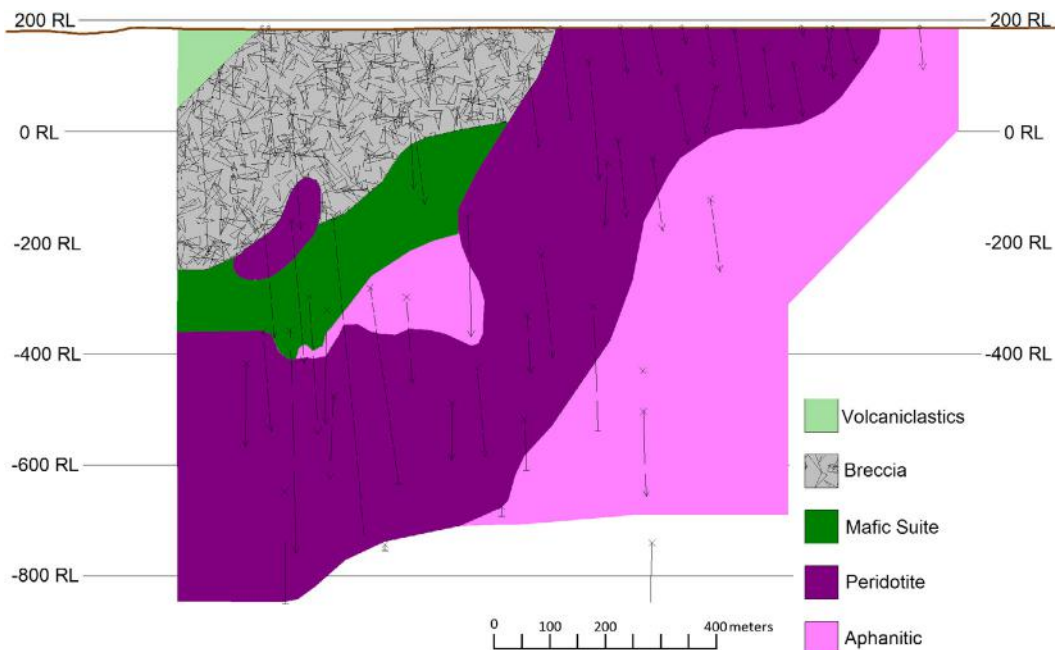 200 RL 200 RL
0 RL 0 RL
-200 RL -200 RL
-400 RL -400 RL
-600 RL
-800 RL
Volcaniclastics
Breccia
Mafic Suite
Peridotite
Aphanitic
0 100 200 400 meters